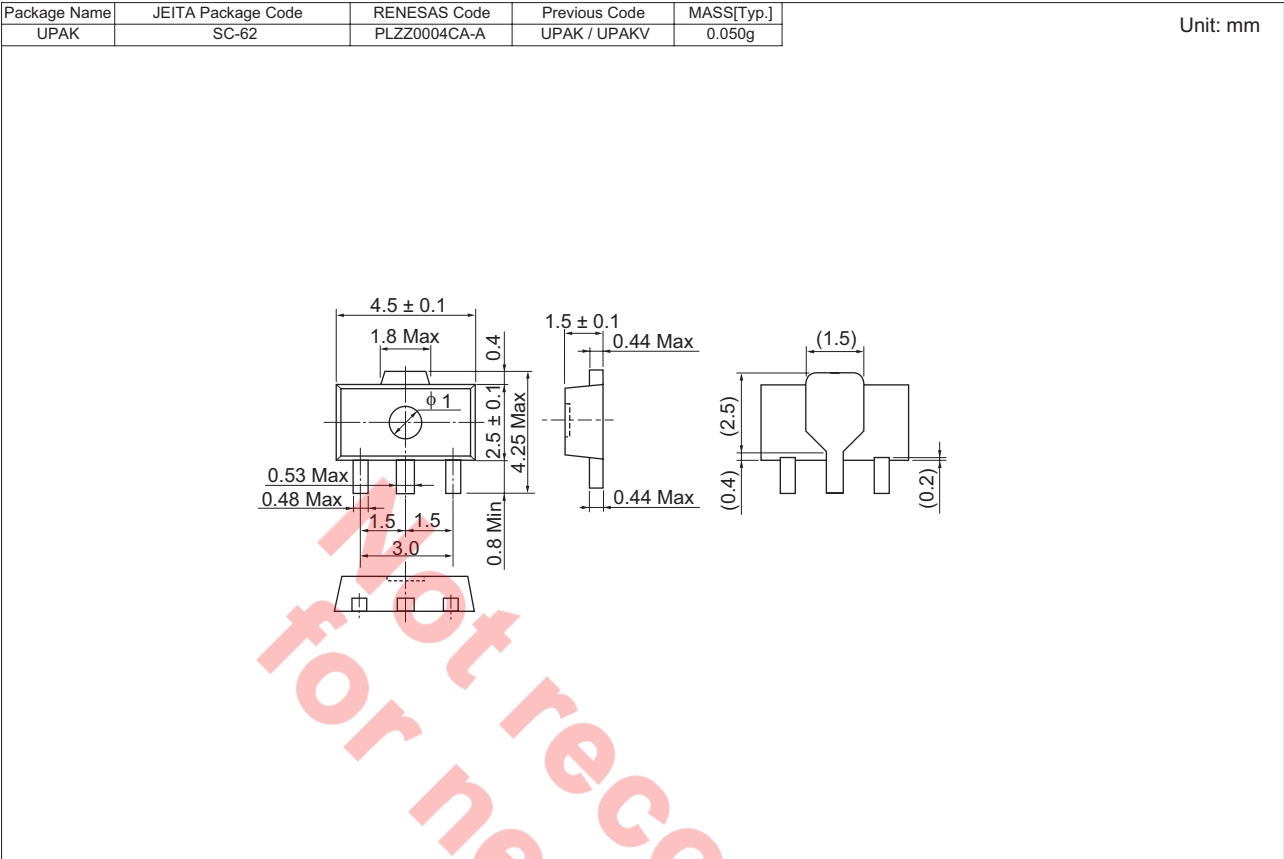 Package Name JEITA Package Code RENESAS Code Previous Code MASS[Typ.]
UPAK SC-62 PLZZ0004CA-A UPAK / UPAKV 0.050g
Unit: mm
4.5 ± 0.1
1.8 Max
0.4
φ 1
2.5 ± 0.1
4.25 Max
0.53 Max
0.48 Max
1.5 1.5
3.0
0.8 Min
1.5 ± 0.1
0.44 Max
0.44 Max
(1.5)
(2.5)
(0.4)
(0.2)
Not reco
for ne